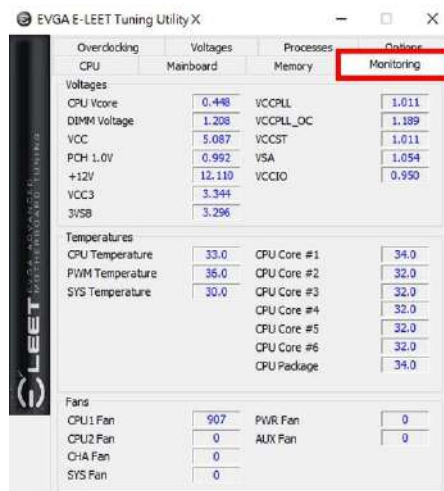 EVGA E-LEET Tuning Utility X
Overclocking Voltages Processes Options
CPU Mainboard Memory Monitoring
Voltages
CPU Vcore 0.448 VCCPLL 1.011
DIMM Voltage 1.208 VCCPLL_OC 1.189
VCC 5.087 VCCST 1.011
PCH 1.0V 0.992 VSA 1.054
+12V 12.110 VCCIO 0.950
VCC3 3.344
3VSB 3.296
Temperatures
CPU Temperature 33.0 CPU Core #1 34.0
PWM Temperature 36.0 CPU Core #2 32.0
SYS Temperature 30.0 CPU Core #3 32.0
CPU Core #4 32.0
CPU Core #5 32.0
CPU Core #6 32.0
CPU Package 34.0
Fans
CPU1 Fan 907 PWR Fan 0
CPU2 Fan 0 AUX Fan 0
CHA Fan 0
SYS Fan 0
E-LEET
EVGA ADVANCED
MOTHERBOARD TUNING